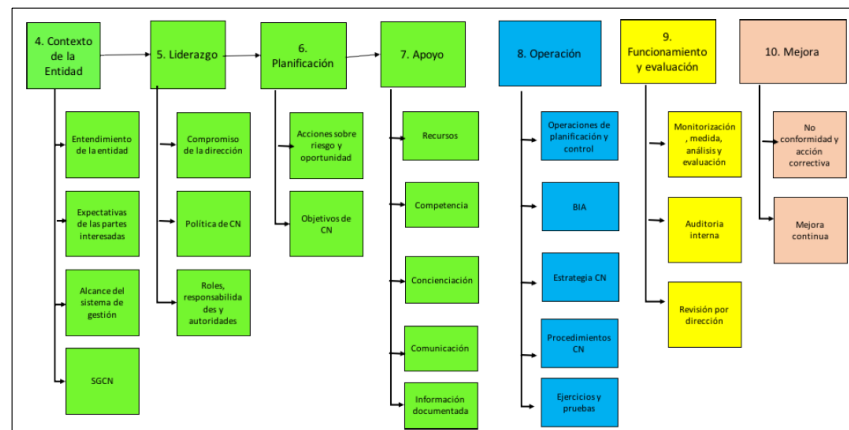 4. Contexto
de la
Entidad
5. Liderazgo
6.
Planificación
7. Apoyo
8. Operación
9.
Funcionamiento
y evaluación
10. Mejora
Entendimiento
de la entidad
Expectativas
de las partes
interesadas
Alcance del
sistema de
gestión
SGCN
Compromiso
de la dirección
Política de CN
Roles,
responsabilida
des y
autoridades
Acciones sobre
riesgo y
oportunidad
Objetivos de
CN
Recursos
Competencia
Concienciación
Comunicación
Información
documentada
Operaciones de
planificación y
control
BIA
Estrategia CN
Procedimientos
CN
Ejercicios y
pruebas
Monitorización
, medida,
análisis y
evaluación
Auditoria
interna
Revisión por
dirección
No
conformidad y
acción
correctiva
Mejora
continua